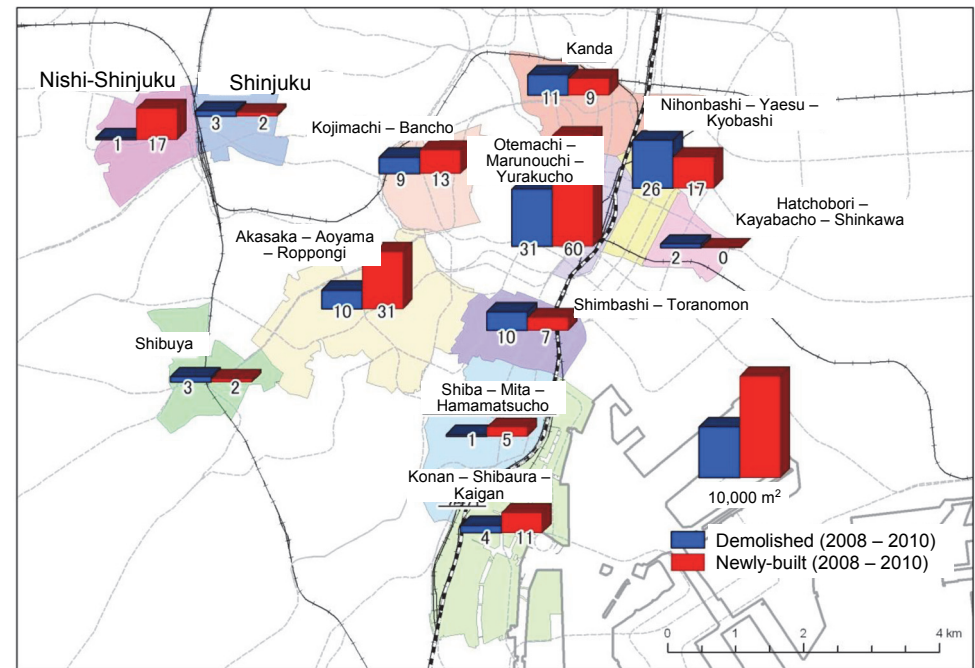 Kanda
11 9
Nishi-Shinjuku
1 17
Shinjuku
3 2
Kojimachi – Bancho
9 13
Otemachi –
Marunouchi –
Yurakucho
31 60
Nihonbashi – Yaesu –
Kyobashi
26 17
Hatchobori –
Kayabacho – Shinkawa
2 0
Akasaka – Aoyama
– Roppongi
10 31
Shimbashi – Toranomon
10 7
Shibuya
3 2
Shiba – Mita –
Hamamatsucho
1 5
Konan – Shibaura –
Kaigan
4 11
10,000 m²
Demolished (2008 – 2010)
Newly-built (2008 – 2010)
0 1 2 4 km